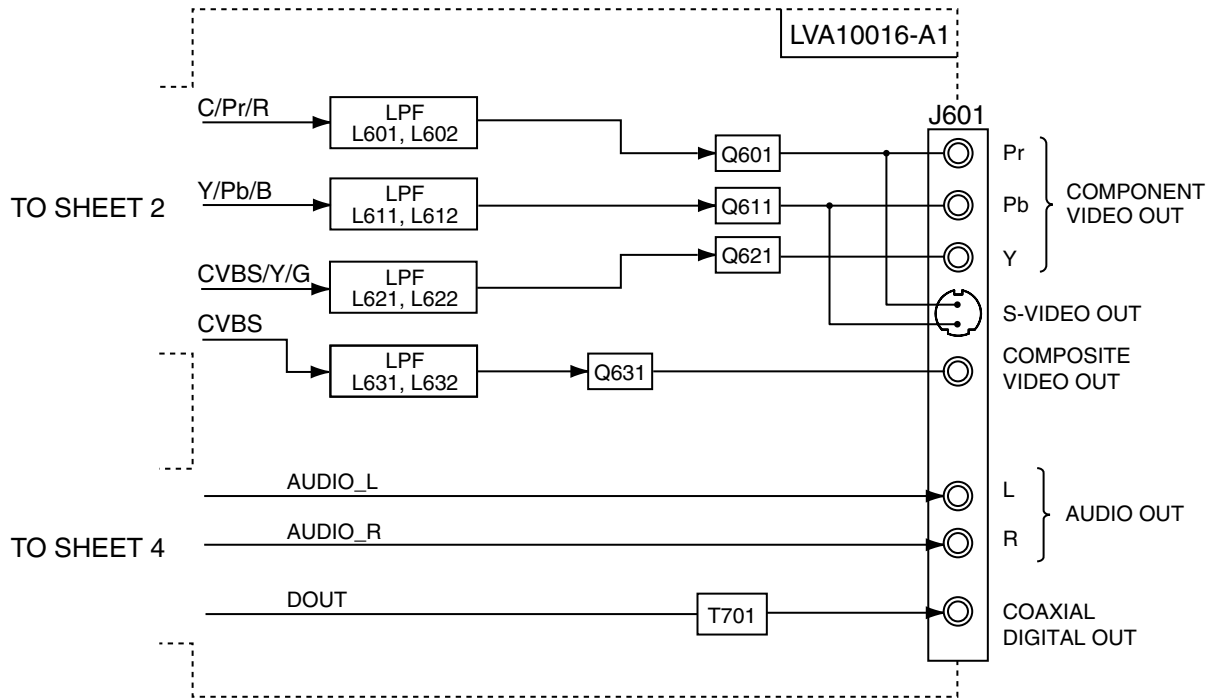 LVA10016-A1
J601
C/Pr/R
LPF
L601, L602
Q601
Pr
TO SHEET 2
Y/Pb/B
LPF
L611, L612
Q611
Pb
COMPONENT
VIDEO OUT
CVBS/Y/G
LPF
L621, L622
Q621
Y
S-VIDEO OUT
CVBS
LPF
L631, L632
Q631
COMPOSITE
VIDEO OUT
AUDIO_L
L
AUDIO OUT
TO SHEET 4
AUDIO_R
R
DOUT
T701
COAXIAL
DIGITAL OUT